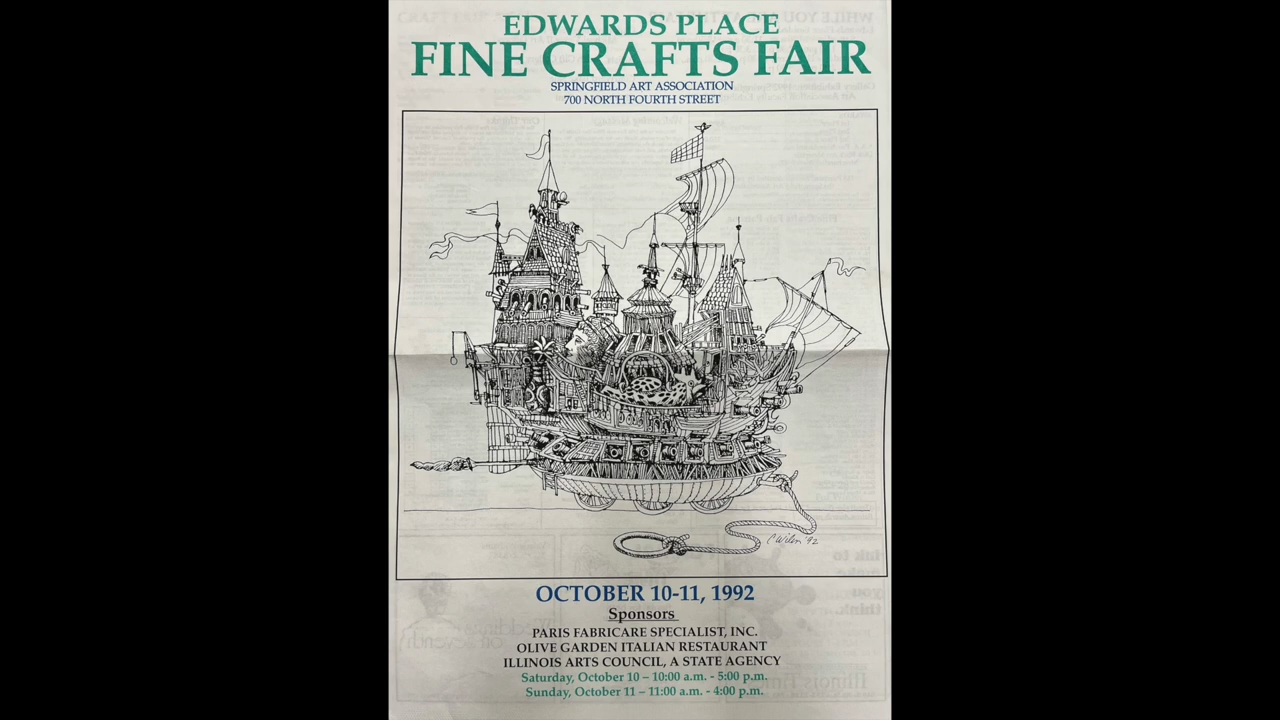 EDWARDS PLACE
FINE CRAFTS FAIR
SPRINGFIELD ART ASSOCIATION
700 NORTH FOURTH STREET
C Wilen '92
OCTOBER 10-11, 1992
Sponsors
PARIS FABRICARE SPECIALIST, INC.
OLIVE GARDEN ITALIAN RESTAURANT
ILLINOIS ARTS COUNCIL, A STATE AGENCY
Saturday, October 10 – 10:00 a.m. - 5:00 p.m.
Sunday, October 11 – 11:00 a.m. - 4:00 p.m.